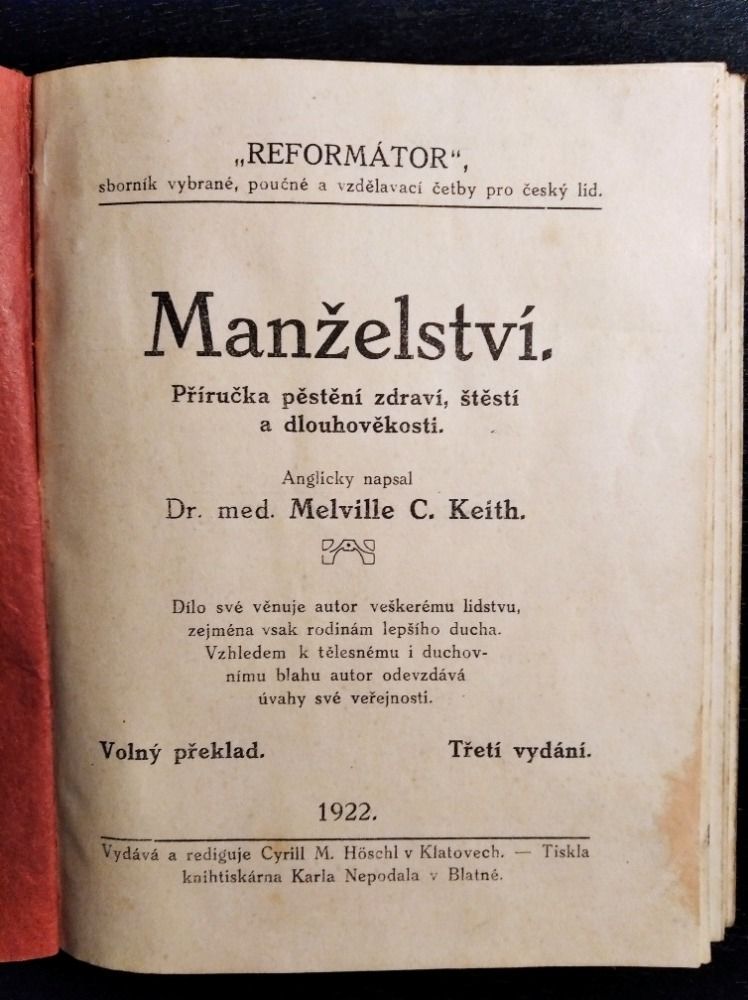 „REFORMÁTOR“,
sborník vybrané, poučné a vzdělavací četby pro český lid.
Manželství.
Příručka pěstění zdraví, štěstí
a dlouhověkosti.
Anglicky napsal
Dr. med. Melville C. Keith.
Dílo své věnuje autor veškerému lidstvu,
zejména vsak rodinám lepšího ducha.
Vzhledem k tělesnému i duchov-
nímu blahu autor odevzdává
úvahy své veřejnosti.
Volný překlad. Třetí vydání.
1922.
Vydává a rediguje Cyrill M. Höschl v Klatovech. — Tiskla
knihtiskárna Karla Nepodala v Blatné.